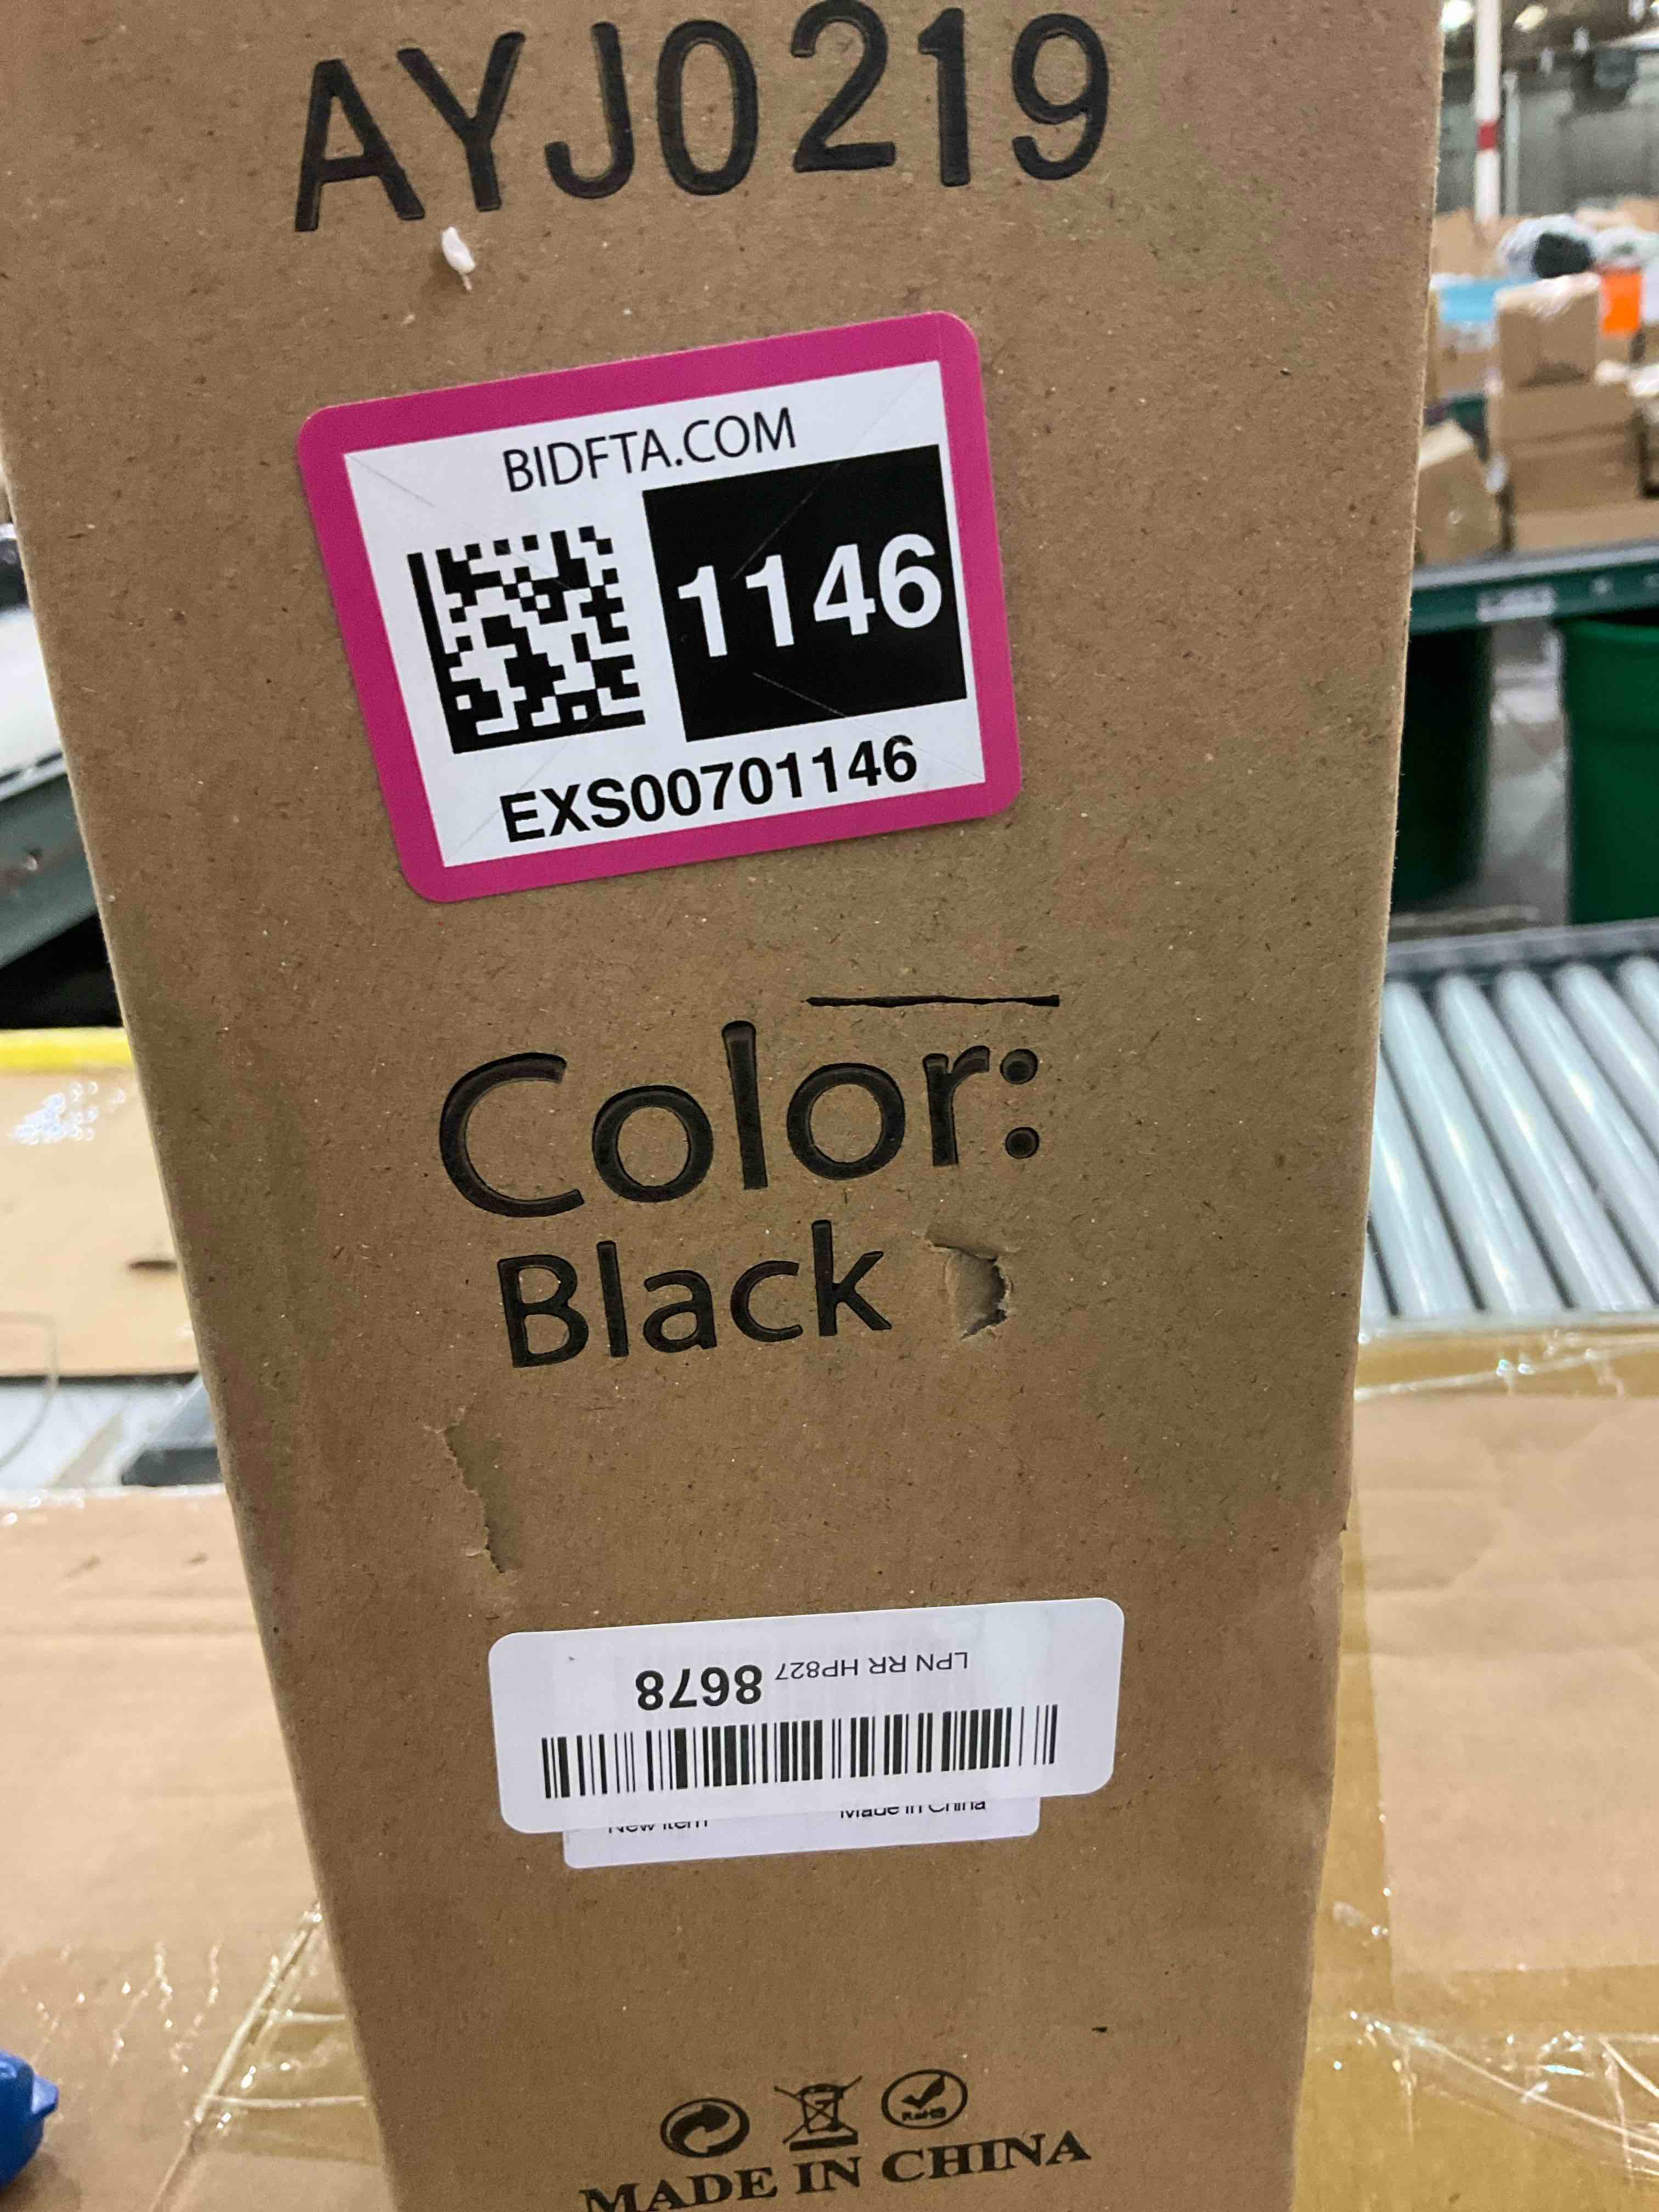 AYJ0219
BIDFTA.COM
1146
EXS00701146
Color:
Black
LPN RR HP827 8678
New Item Made in China
RoHS
MADE IN CHINA